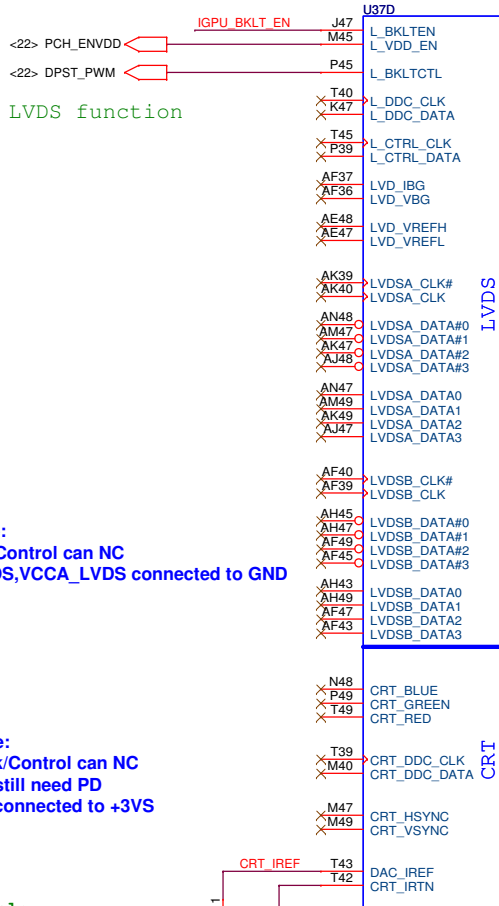 U37D
IGPU_BKLT_EN J47 L_BKLTEN
<22> PCH_ENVDD M45 L_VDD_EN
<22> DPST_PWM P45 L_BKLTCTL
LVDS function
T40 L_DDC_CLK
K47 L_DDC_DATA
T45 L_CTRL_CLK
P39 L_CTRL_DATA
AF37 LVD_IBG
AF36 LVD_VBG
AE48 LVD_VREFH
AE47 LVD_VREFL
LVDS
AK39 LVDSA_CLK#
AK40 LVDSA_CLK
AN48 LVDSA_DATA#0
AM47 LVDSA_DATA#1
AK47 LVDSA_DATA#2
AJ48 LVDSA_DATA#3
AN47 LVDSA_DATA0
AM49 LVDSA_DATA1
AK49 LVDSA_DATA2
AJ47 LVDSA_DATA3
AF40 LVDSB_CLK#
AF39 LVDSB_CLK
AH45 LVDSB_DATA#0
AH47 LVDSB_DATA#1
AF49 LVDSB_DATA#2
AF45 LVDSB_DATA#3
:
Control can NC
DS,VCCA_LVDS connected to GND
AH43 LVDSB_DATA0
AH49 LVDSB_DATA1
AF47 LVDSB_DATA2
AF43 LVDSB_DATA3
N48 CRT_BLUE
P49 CRT_GREEN
T49 CRT_RED
CRT
T39 CRT_DDC_CLK
M40 CRT_DDC_DATA
e:
k/Control can NC
still need PD
connected to +3VS
M47 CRT_HSYNC
M49 CRT_VSYNC
CRT_IREF T43 DAC_IREF
T42 CRT_IRTN
1